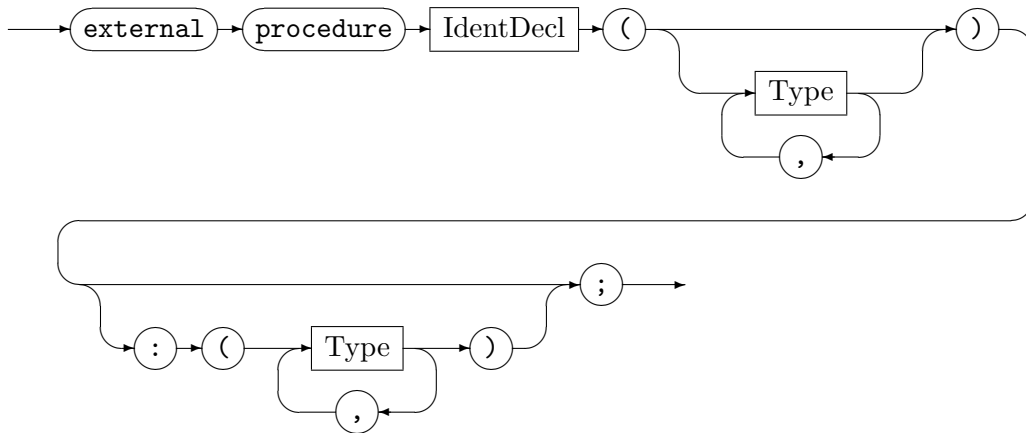 external procedure IdentDecl ( )
Type
,
;
: ( Type )
,